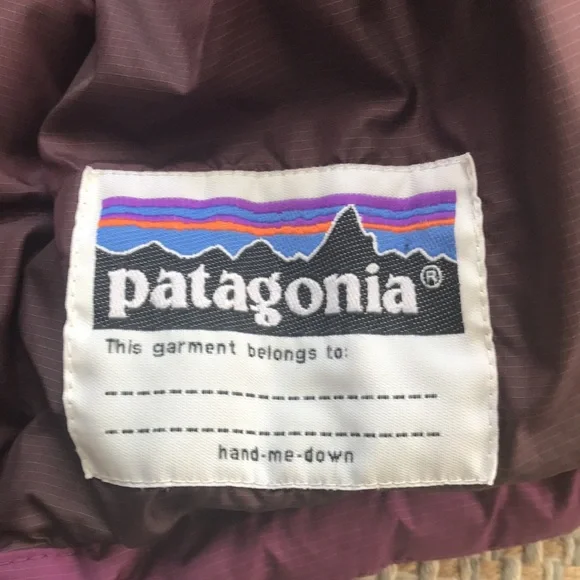 patagonia®
This garment belongs to:
hand-me-down